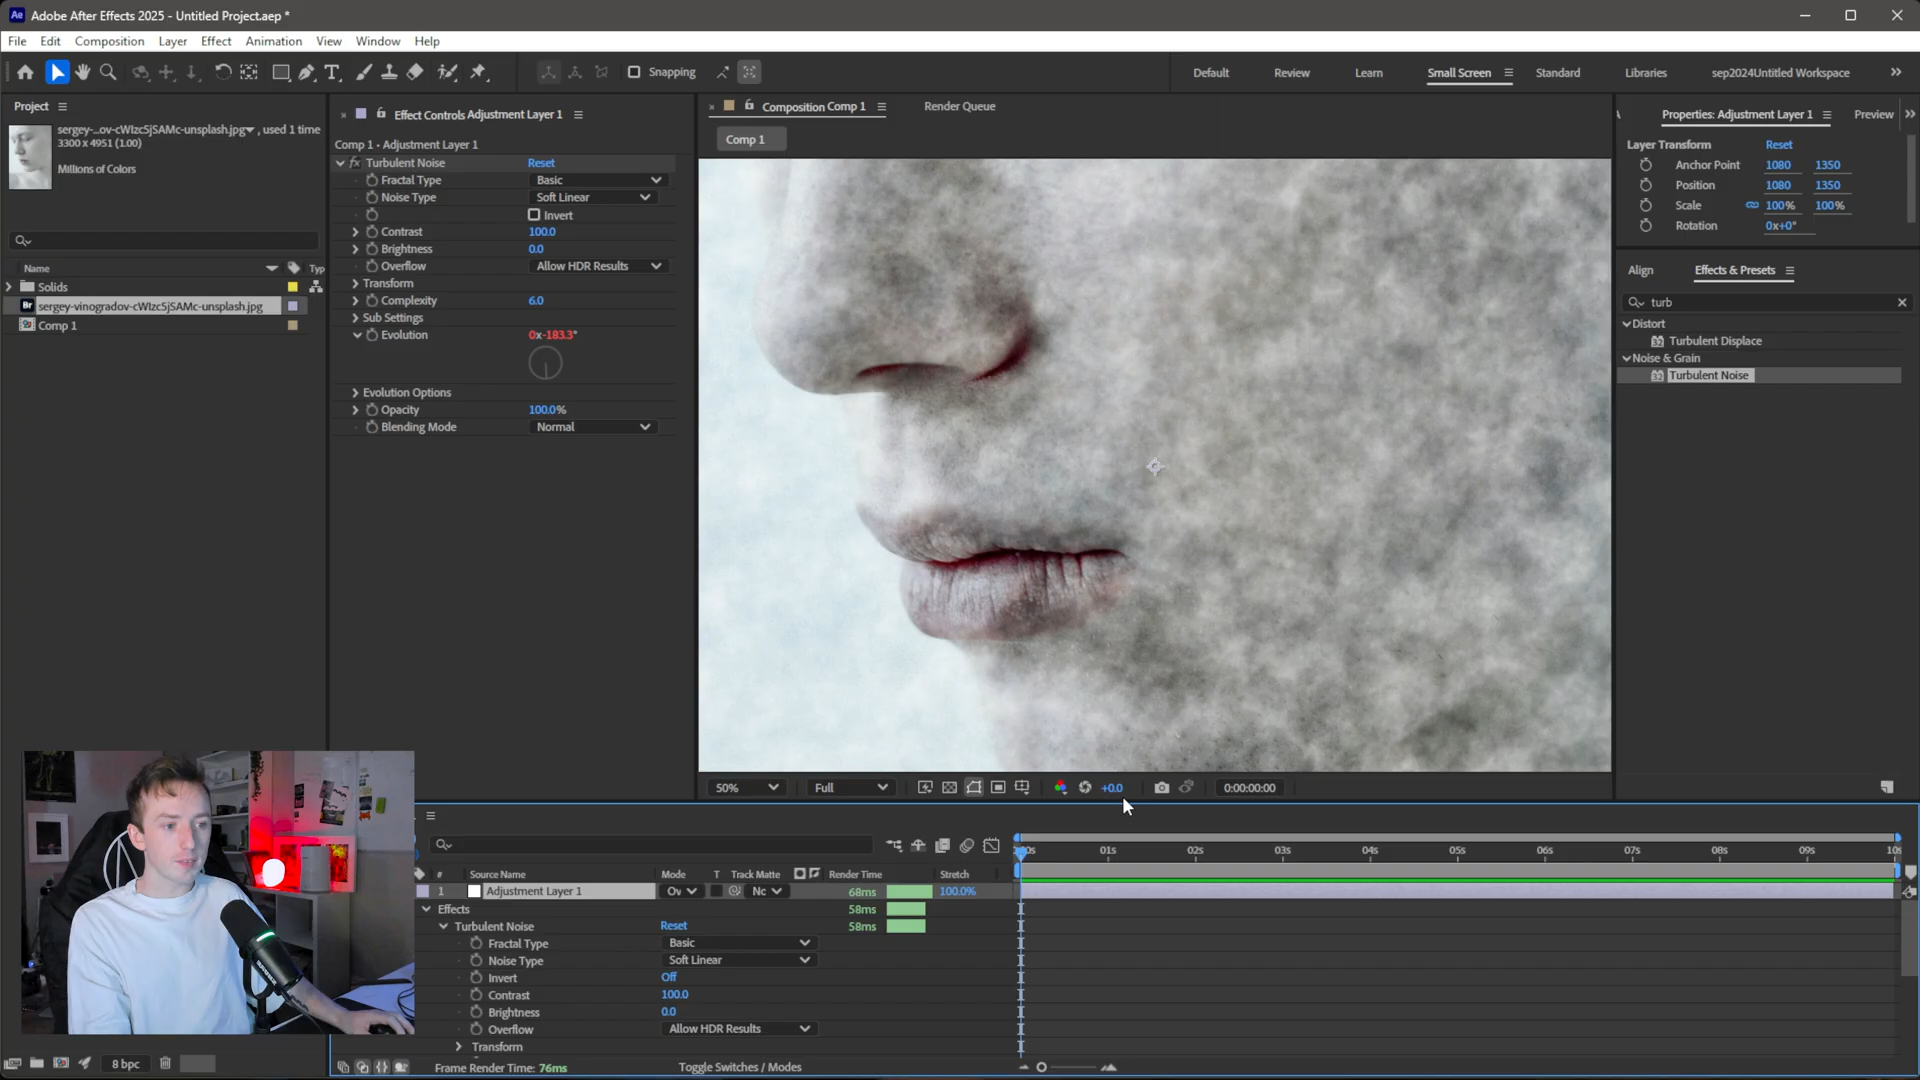 Adobe After Effects 2025 - Untitled Project.aep *
File Edit Composition Layer Effect Animation View Window Help
Snapping
Default Review Learn Small Screen Standard Libraries sep2024Untitled Workspace
Project
sergey-...ov-cWIzc5jSAMc-unsplash.jpg , used 1 time
3300 x 4951 (1.00)
Millions of Colors
Name Typ
Solids
sergey-vinogradov-cWIzc5jSAMc-unsplash.jpg
Comp 1
8 bpc
Effect Controls Adjustment Layer 1
Comp 1 • Adjustment Layer 1
Turbulent Noise Reset
Fractal Type Basic
Noise Type Soft Linear
Invert
Contrast 100.0
Brightness 0.0
Overflow Allow HDR Results
Transform
Complexity 6.0
Sub Settings
Evolution 0x-183.3°
Evolution Options
Opacity 100.0%
Blending Mode Normal
Composition Comp 1 Render Queue
Comp 1
50% Full +0.0 0:00:00:00
Properties: Adjustment Layer 1 Preview
Layer Transform Reset
Anchor Point 1080 1350
Position 1080 1350
Scale 100% 100%
Rotation 0x+0°
Align Effects & Presets
turb
Distort
Turbulent Displace
Noise & Grain
Turbulent Noise
# Source Name Mode T Track Matte Render Time Stretch
1 Adjustment Layer 1 Ov Nc 68ms 100.0%
Effects 58ms
Turbulent Noise Reset 58ms
Fractal Type Basic
Noise Type Soft Linear
Invert Off
Contrast 100.0
Brightness 0.0
Overflow Allow HDR Results
Transform
01s 02s 03s 04s 05s 06s 07s 08s 09s 10s
Frame Render Time: 76ms Toggle Switches / Modes